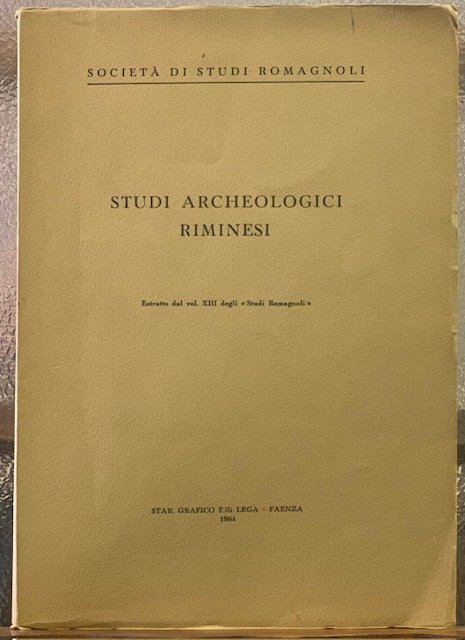 SOCIETÀ DI STUDI ROMAGNOLI
STUDI ARCHEOLOGICI
RIMINESI
Estratto dal vol. XIII degli «Studi Romagnoli»
STAB. GRAFICO F.lli LEGA - FAENZA
1964